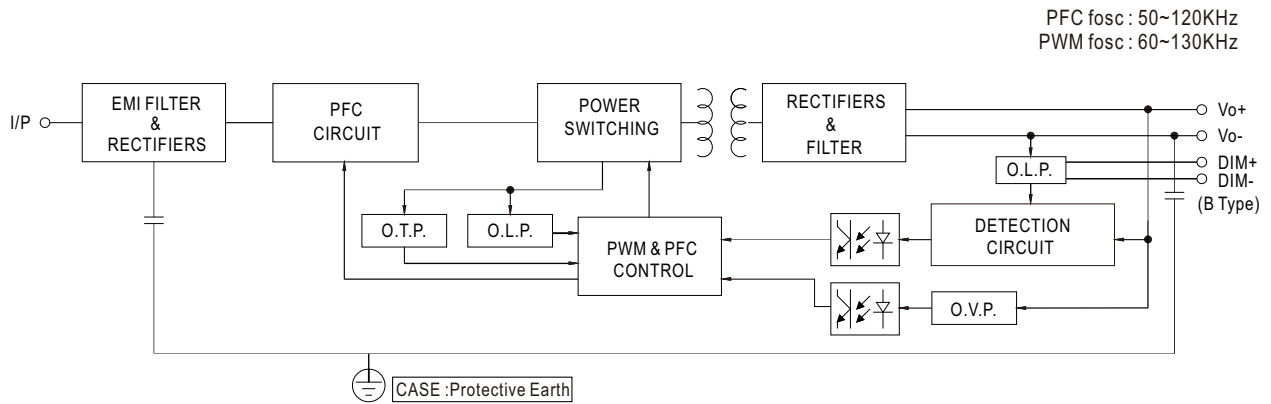 PFC fosc : 50~120KHz
PWM fosc : 60~130KHz
I/P
EMI FILTER
&
RECTIFIERS
PFC
CIRCUIT
POWER
SWITCHING
RECTIFIERS
&
FILTER
Vo+
Vo-
DIM+
DIM-
(B Type)
O.L.P.
O.T.P.
O.L.P.
PWM & PFC
CONTROL
DETECTION
CIRCUIT
O.V.P.
CASE :Protective Earth